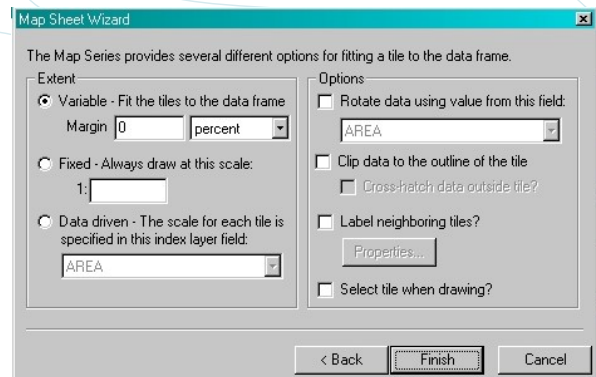 Map Sheet Wizard
The Map Series provides several different options for fitting a tile to the data frame.
Extent
Variable - Fit the tiles to the data frame
Margin 0 percent
Fixed - Always draw at this scale:
1:
Data driven - The scale for each tile is
specified in this index layer field:
AREA
Options
Rotate data using value from this field:
AREA
Clip data to the outline of the tile
Cross-hatch data outside tile?
Label neighboring tiles?
Properties...
Select tile when drawing?
< Back Finish Cancel